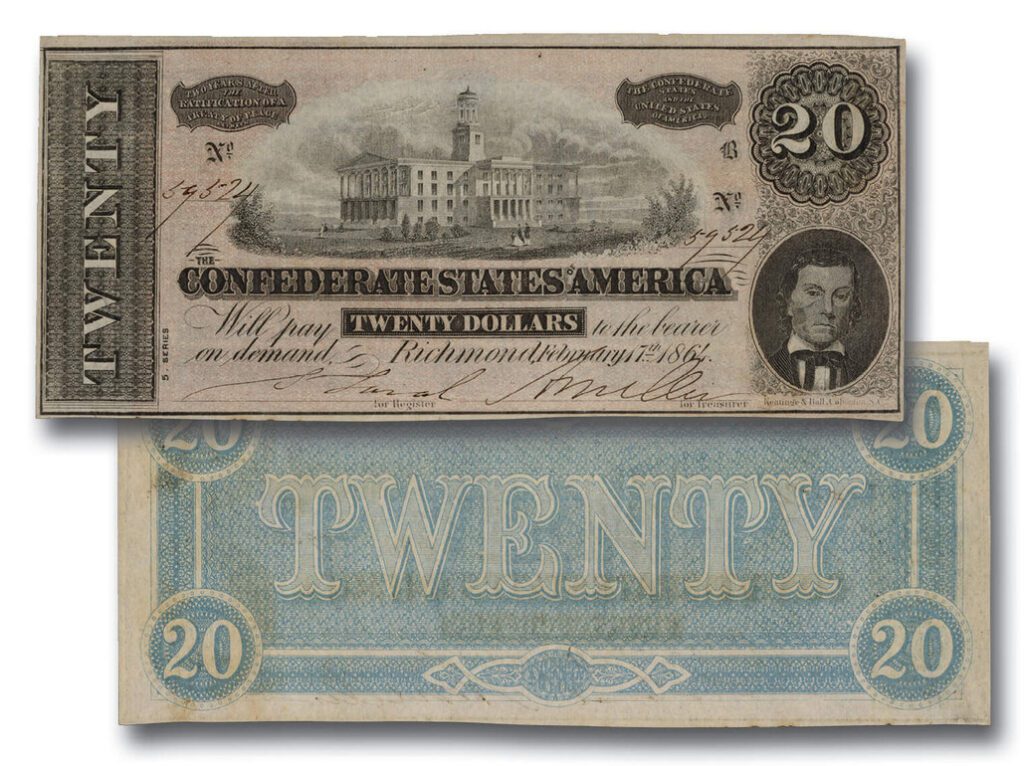 TWENTY
TWO YEARS AFTER
THE
RATIFICATION OF A
TREATY OF PEACE
THE CONFEDERATE
STATES
AND THE
UNITED STATES
OF AMERICA
20
No.
B
59524
No.
59524
THE
CONFEDERATE STATES OF AMERICA
Will pay TWENTY DOLLARS to the bearer
on demand, Richmond February 17th 1864.
5. SERIES
for Register
for Treasurer
Keatinge & Ball, Columbia, S.C.
20
20
TWENTY
20
20